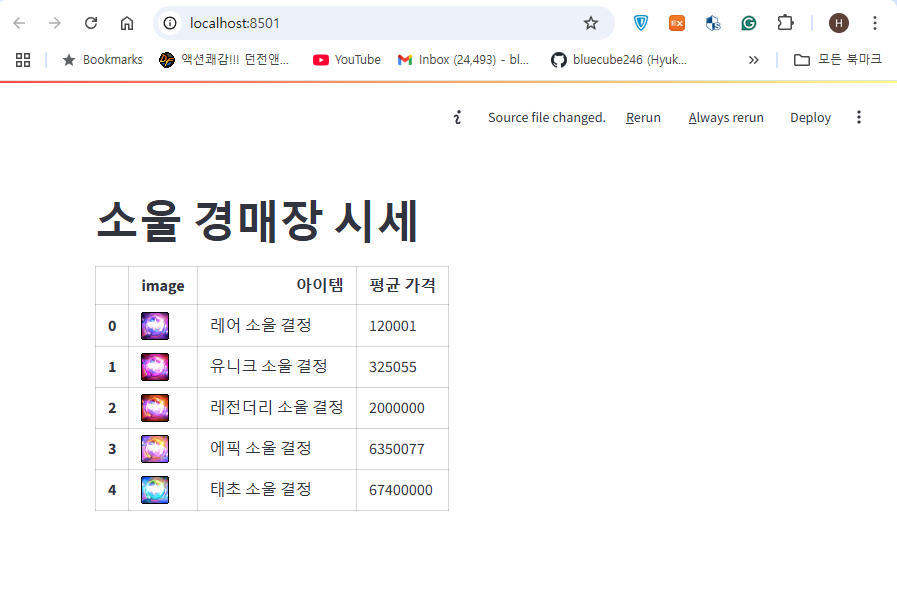 localhost:8501
H
Bookmarks 액션쾌감!!! 던전앤... YouTube Inbox (24,493) - bl... bluecube246 (Hyuk... » 모든 북마크
Source file changed. Rerun Always rerun Deploy
소울 경매장 시세
image 아이템 평균 가격
0 레어 소울 결정 120001
1 유니크 소울 결정 325055
2 레전더리 소울 결정 2000000
3 에픽 소울 결정 6350077
4 태초 소울 결정 67400000